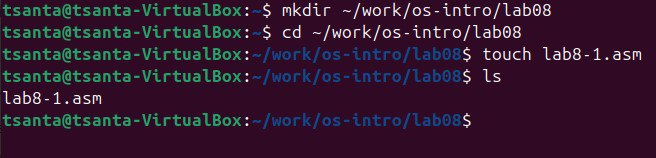 tsanta@tsanta-VirtualBox:~$ mkdir ~/work/os-intro/lab08
tsanta@tsanta-VirtualBox:~$ cd ~/work/os-intro/lab08
tsanta@tsanta-VirtualBox:~/work/os-intro/lab08$ touch lab8-1.asm
tsanta@tsanta-VirtualBox:~/work/os-intro/lab08$ ls
lab8-1.asm
tsanta@tsanta-VirtualBox:~/work/os-intro/lab08$